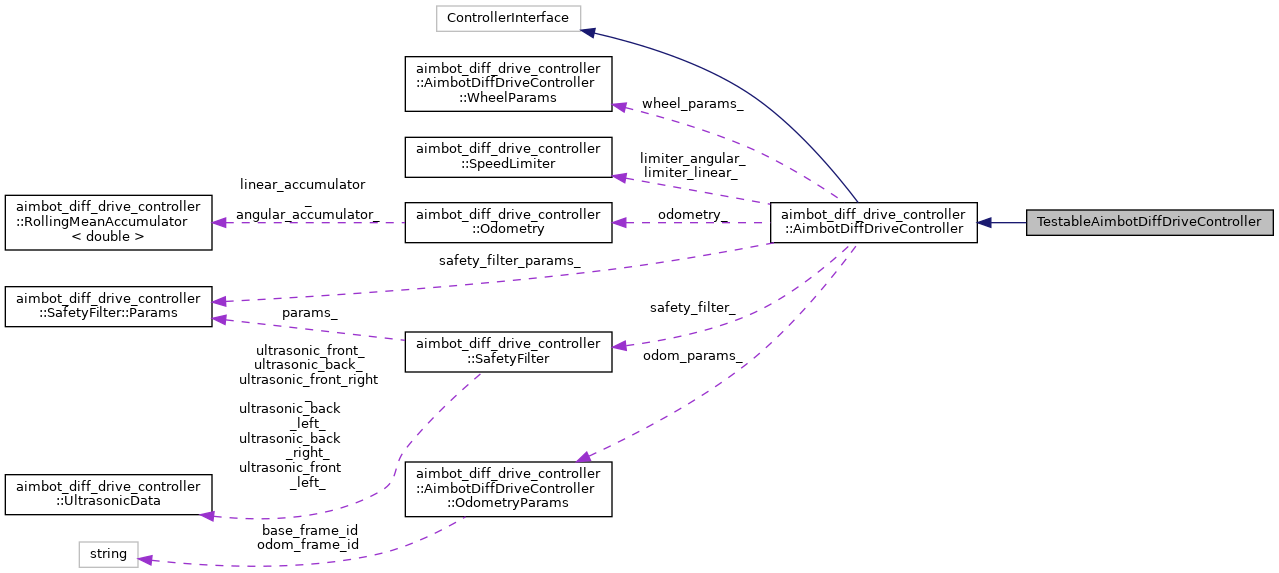 ControllerInterface
aimbot_diff_drive_controller
::AimbotDiffDriveController
::WheelParams
wheel_params_
aimbot_diff_drive_controller
::SpeedLimiter
limiter_angular_
limiter_linear_
linear_accumulator
_
angular_accumulator_
aimbot_diff_drive_controller
::RollingMeanAccumulator
< double >
aimbot_diff_drive_controller
::Odometry
odometry_
aimbot_diff_drive_controller
::AimbotDiffDriveController
TestableAimbotDiffDriveController
safety_filter_params_
aimbot_diff_drive_controller
::SafetyFilter::Params
params_
safety_filter_
aimbot_diff_drive_controller
::SafetyFilter
odom_params_
ultrasonic_front_
ultrasonic_back_
ultrasonic_front_right
_
ultrasonic_back
_left_
ultrasonic_back
_right_
ultrasonic_front
_left_
aimbot_diff_drive_controller
::UltrasonicData
aimbot_diff_drive_controller
::AimbotDiffDriveController
::OdometryParams
base_frame_id
odom_frame_id
string